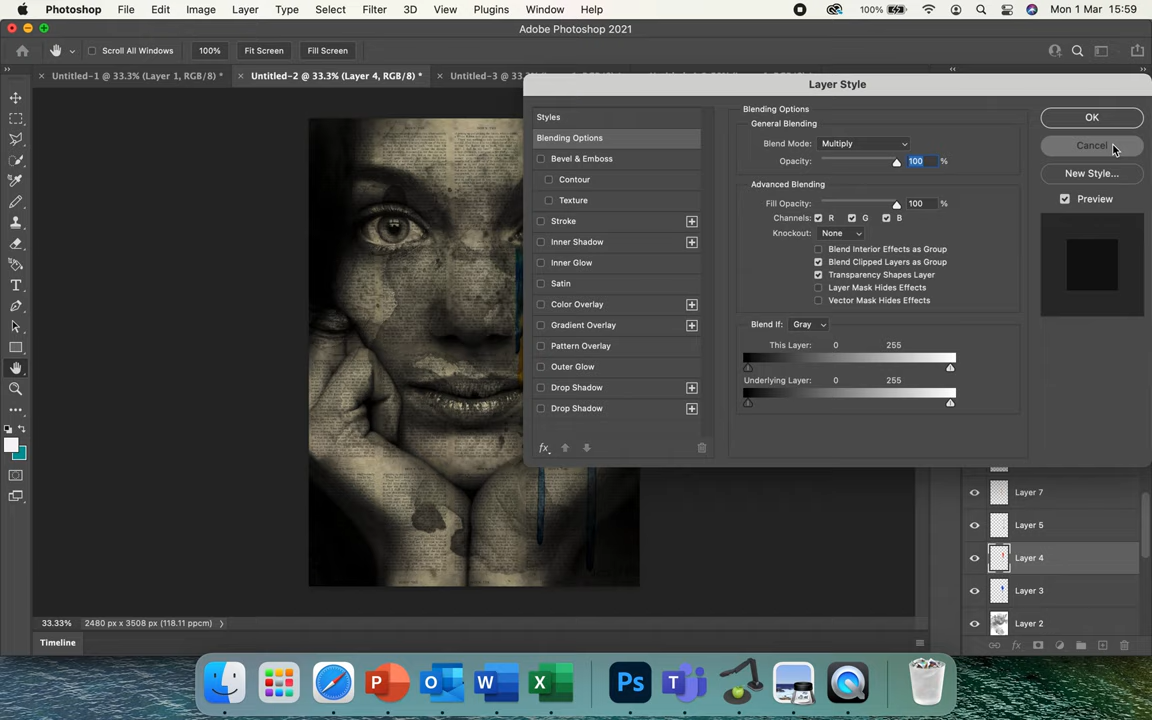 Photoshop File Edit Image Layer Type Select Filter 3D View Plugins Window Help 100% Mon 1 Mar 15:59
Adobe Photoshop 2021
Scroll All Windows 100% Fit Screen Fill Screen
Untitled-1 @ 33.3% (Layer 1, RGB/8) * Untitled-2 @ 33.3% (Layer 4, RGB/8) * Untitled-3 @ 33.3%
Layer Style
Styles
Blending Options
Bevel & Emboss
Contour
Texture
Stroke
Inner Shadow
Inner Glow
Satin
Color Overlay
Gradient Overlay
Pattern Overlay
Outer Glow
Drop Shadow
Drop Shadow
fx
Blending Options
General Blending
Blend Mode: Multiply
Opacity: 100 %
Advanced Blending
Fill Opacity: 100 %
Channels: R G B
Knockout: None
Blend Interior Effects as Group
Blend Clipped Layers as Group
Transparency Shapes Layer
Layer Mask Hides Effects
Vector Mask Hides Effects
Blend If: Gray
This Layer: 0 255
Underlying Layer: 0 255
OK
Cancel
New Style...
Preview
Layer 7
Layer 5
Layer 4
Layer 3
Layer 2
fx
33.33% 2480 px x 3508 px (118.11 ppcm)
Timeline
P O W X Ps T